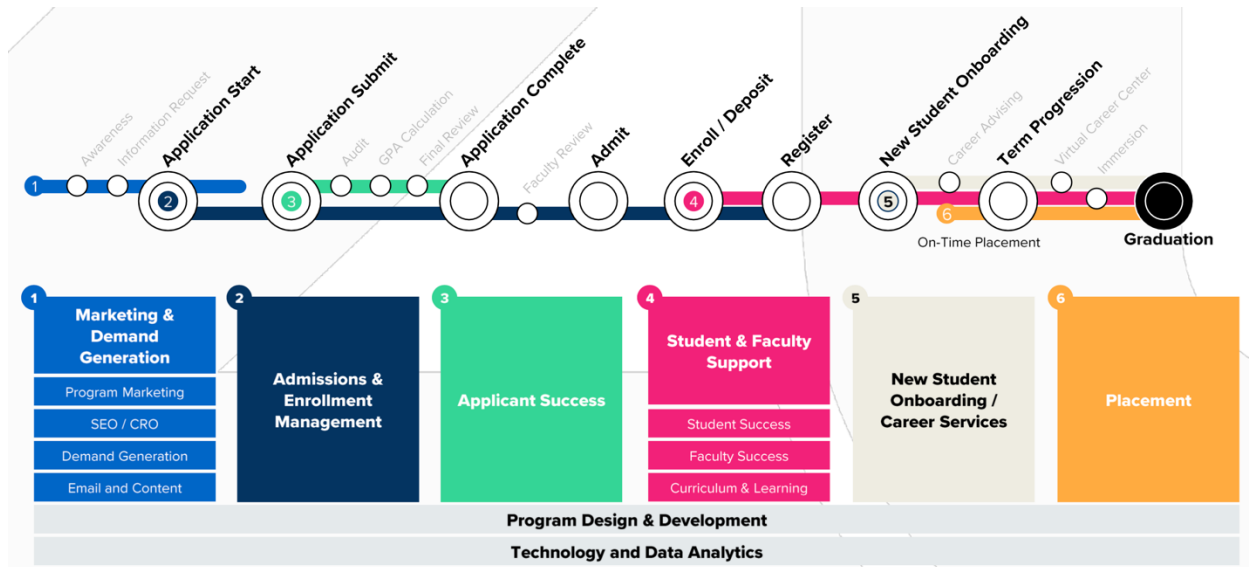 Awareness
Information Request
Application Start
Application Submit
Audit
GPA Calculation
Final Review
Application Complete
Faculty Review
Admit
Enroll / Deposit
Register
New Student Onboarding
Career Advising
Term Progression
Virtual Career Center
Immersion
1
2
3
4
5
6
On-Time Placement
Graduation
1
Marketing &
Demand
Generation
Program Marketing
SEO / CRO
Demand Generation
Email and Content
2
Admissions &
Enrollment
Management
3
Applicant Success
4
Student & Faculty
Support
Student Success
Faculty Success
Curriculum & Learning
5
New Student
Onboarding /
Career Services
6
Placement
Program Design & Development
Technology and Data Analytics